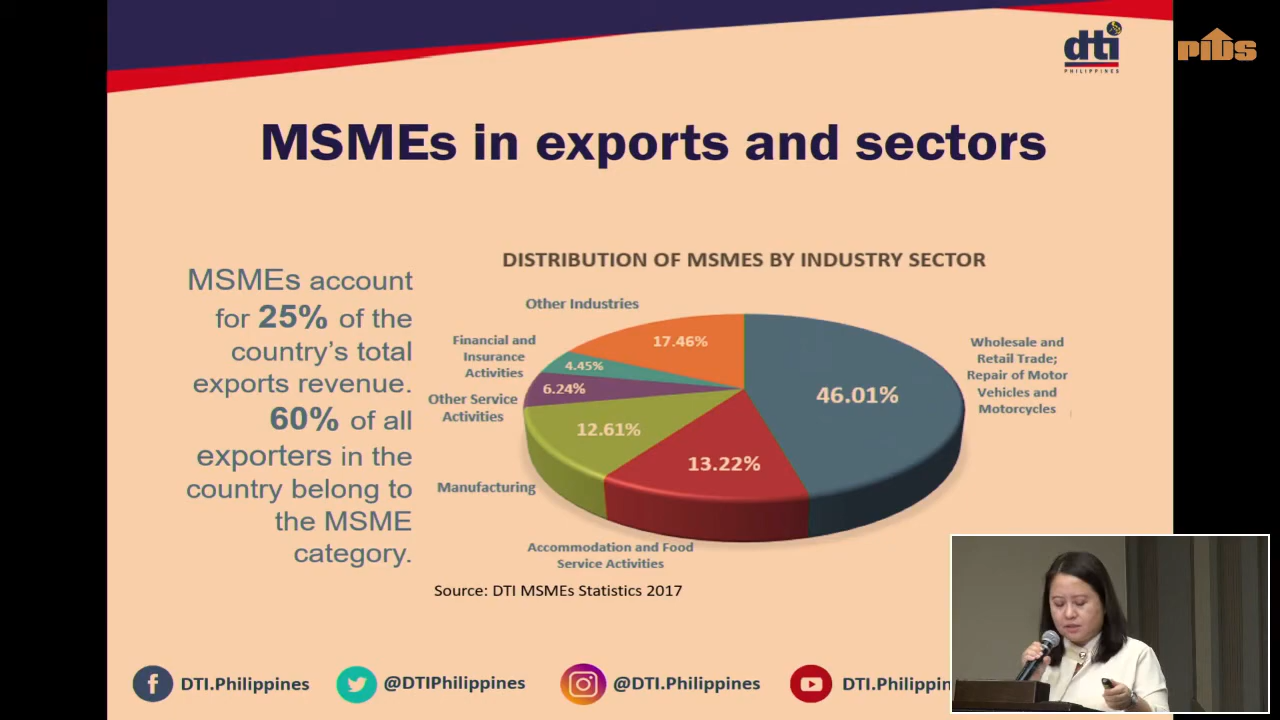 dti
PHILIPPINES
pids
MSMEs in exports and sectors
MSMEs account
for 25% of the
country's total
exports revenue.
60% of all
exporters in the
country belong to
the MSME
category.
DISTRIBUTION OF MSMES BY INDUSTRY SECTOR
Other Industries
17.46%
Financial and
Insurance
Activities
4.45%
Other Service
Activities
6.24%
Manufacturing
12.61%
Accommodation and Food
Service Activities
13.22%
Wholesale and
Retail Trade;
Repair of Motor
Vehicles and
Motorcycles
46.01%
Source: DTI MSMEs Statistics 2017
DTI.Philippines
@DTIPhilippines
@DTI.Philippines
DTI.Philippin